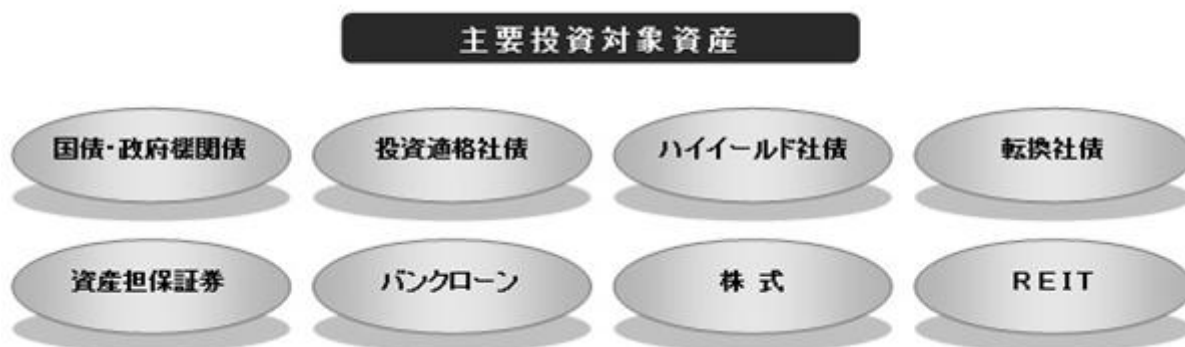 主要投資対象資産
国債・政府機関債
投資適格社債
ハイイールド社債
転換社債
資産担保証券
バンクローン
株 式
ＲＥＩＴ